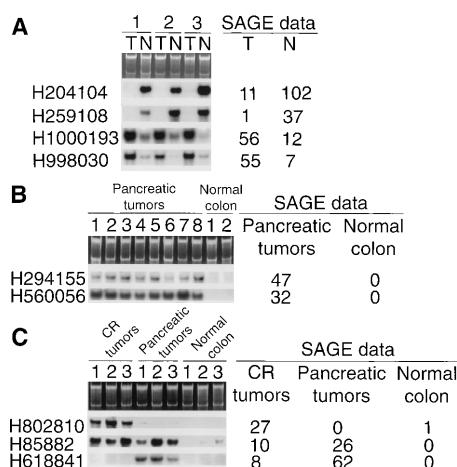 A
1 2 3 SAGE data
T N T N T N T N
H204104 11 102
H259108 1 37
H1000193 56 12
H998030 55 7
B
Pancreatic tumors Normal colon SAGE data
1 2 3 4 5 6 7 8 1 2 Pancreatic tumors Normal colon
H294155 47 0
H560056 32 0
C
CR tumors Pancreatic tumors Normal colon SAGE data
1 2 3 1 2 3 1 2 3 CR tumors Pancreatic tumors Normal colon
H802810 27 0 1
H85882 10 26 0
H618841 8 62 0